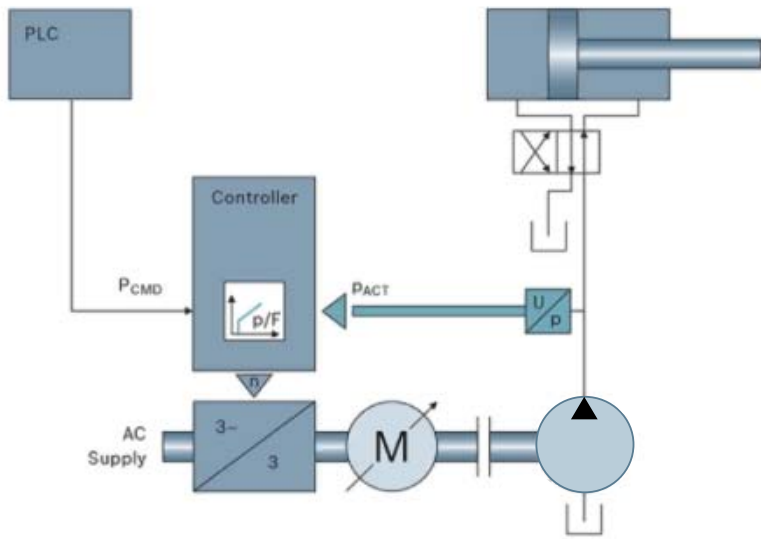 PLC
Controller
PCMD
pACT
p/F
U
p
n
AC
Supply
3~
3
M